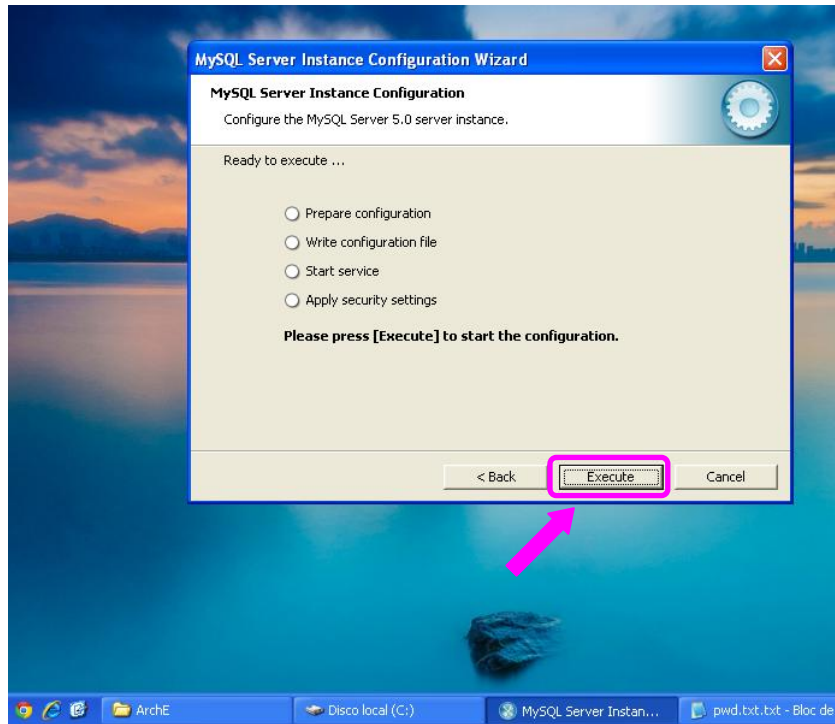 MySQL Server Instance Configuration Wizard
MySQL Server Instance Configuration
Configure the MySQL Server 5.0 server instance.
Ready to execute ...
Prepare configuration
Write configuration file
Start service
Apply security settings
Please press [Execute] to start the configuration.
< Back Execute Cancel
ArchE Disco local (C:) MySQL Server Instan... pwd.txt.txt - Bloc de